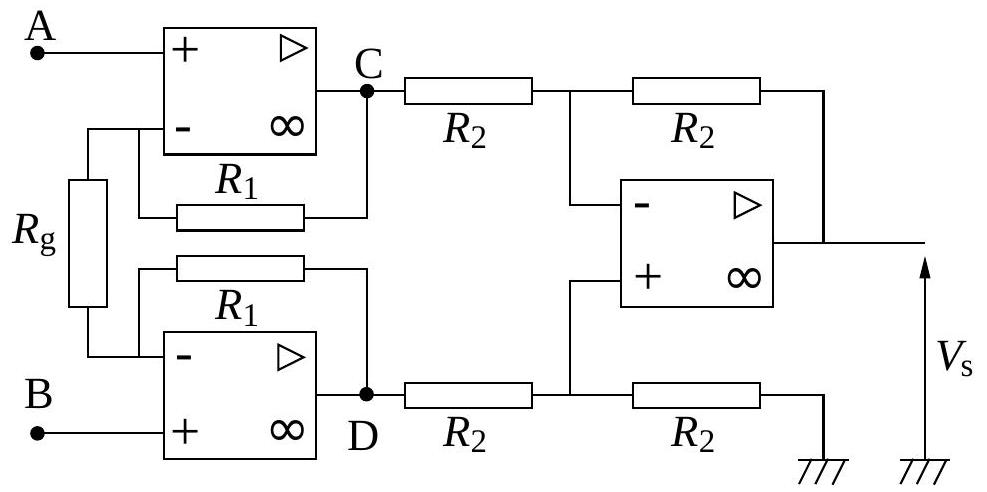 A
+ ▷
C
- ∞
R₂
R₂
R₁
Rg
- ▷
R₁
+ ∞
- ▷
Vₛ
B
+ ∞
D
R₂
R₂